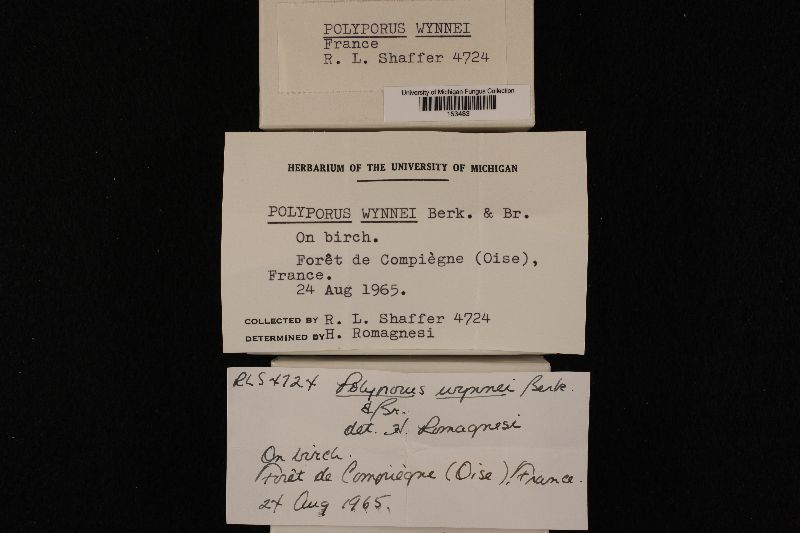 POLYPORUS WYNNEI
France
R. L. Shaffer 4724
University of Michigan Fungus Collection
153483
HERBARIUM OF THE UNIVERSITY OF MICHIGAN
POLYPORUS WYNNEI Berk. & Br.
On birch.
Forêt de Compiègne (Oise),
France.
24 Aug 1965.
COLLECTED BY R. L. Shaffer 4724
DETERMINED BY H. Romagnesi
RLS 4724 Polyporus wynnei Berk.
& Br.
det. H. Romagnesi
On birch.
Forêt de Compiègne (Oise), France.
24 Aug 1965.